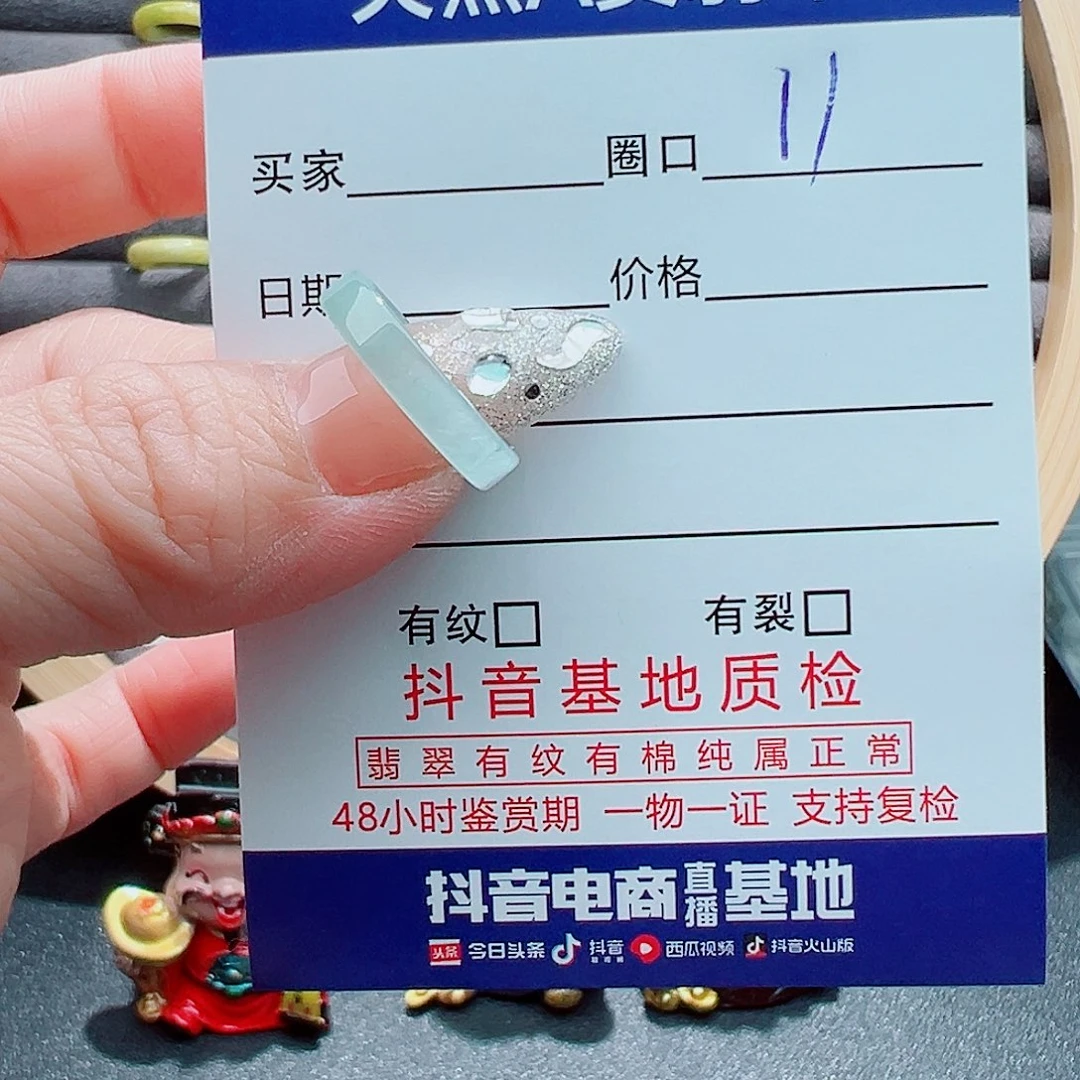 买家 圈口 11
日期 价格
有纹 有裂
抖音基地质检
翡翠有纹有棉纯属正常
48小时鉴赏期 一物一证 支持复检
抖音电商直播基地
头条 今日头条 抖音 西瓜视频 抖音火山版